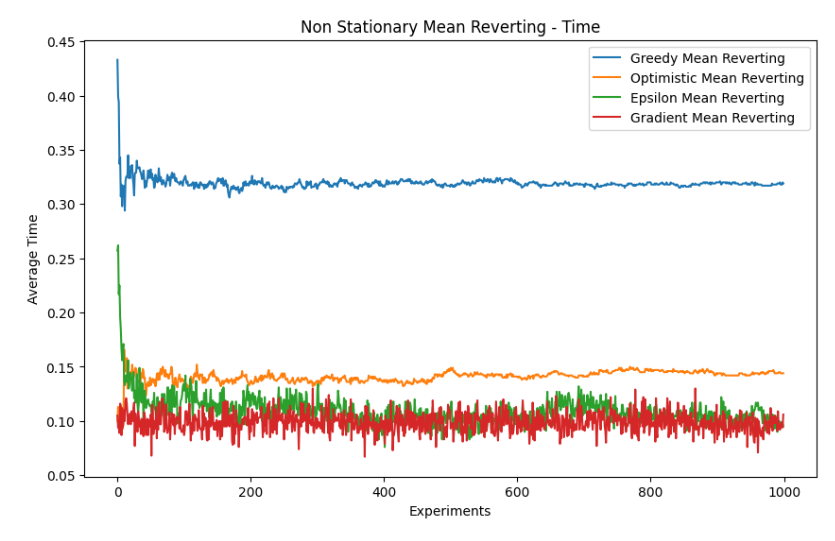 Non Stationary Mean Reverting - Time
Greedy Mean Reverting
Optimistic Mean Reverting
Epsilon Mean Reverting
Gradient Mean Reverting
Average Time
0.45
0.40
0.35
0.30
0.25
0.20
0.15
0.10
0.05
0 200 400 600 800 1000
Experiments